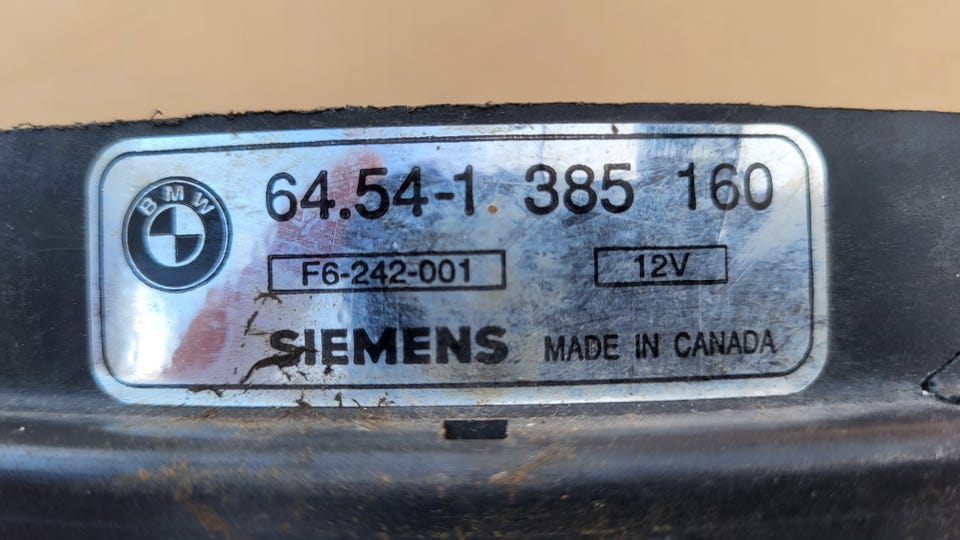 BMW
64.54-1 385 160
F6-242-001 12V
SIEMENS MADE IN CANADA